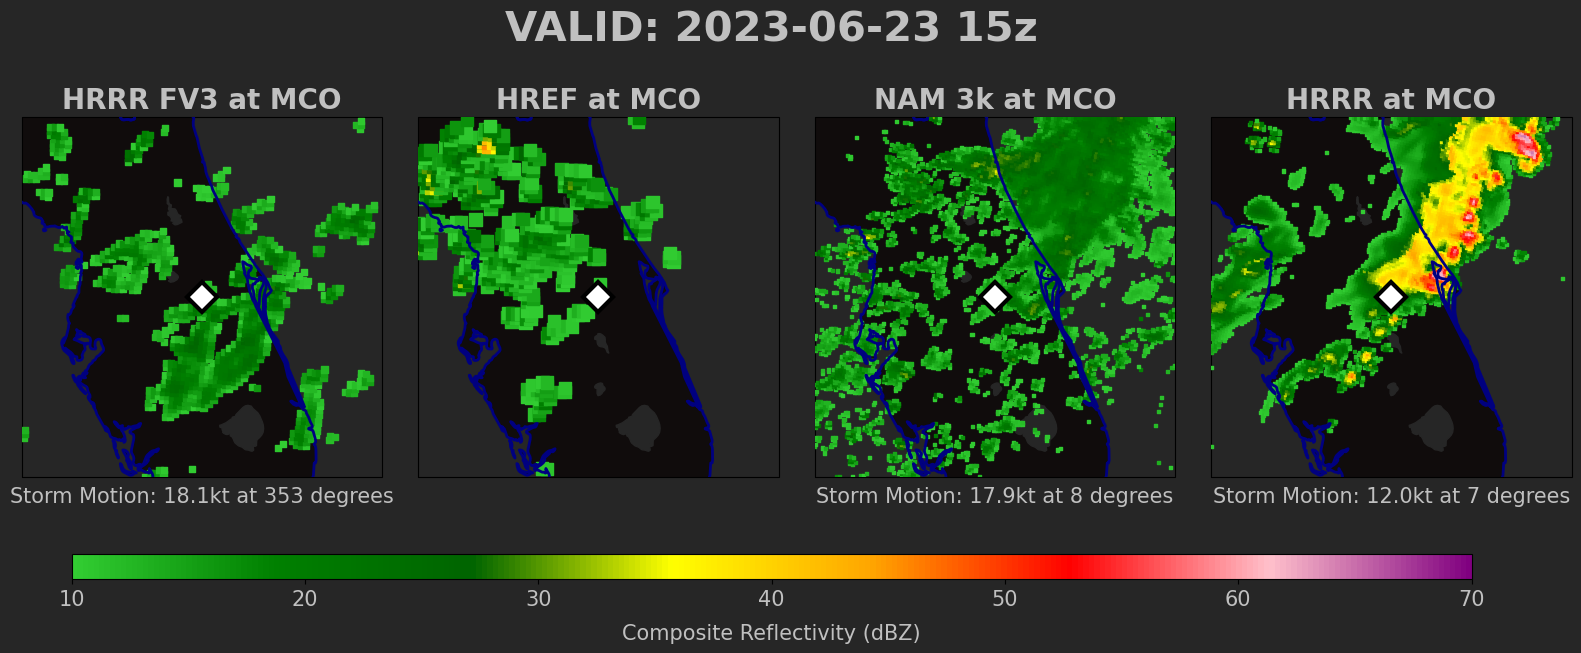 VALID: 2023-06-23 15z
HRRR FV3 at MCO
HREF at MCO
NAM 3k at MCO
HRRR at MCO
Storm Motion: 18.1kt at 353 degrees
Storm Motion: 17.9kt at 8 degrees
Storm Motion: 12.0kt at 7 degrees
10 20 30 40 50 60 70
Composite Reflectivity (dBZ)